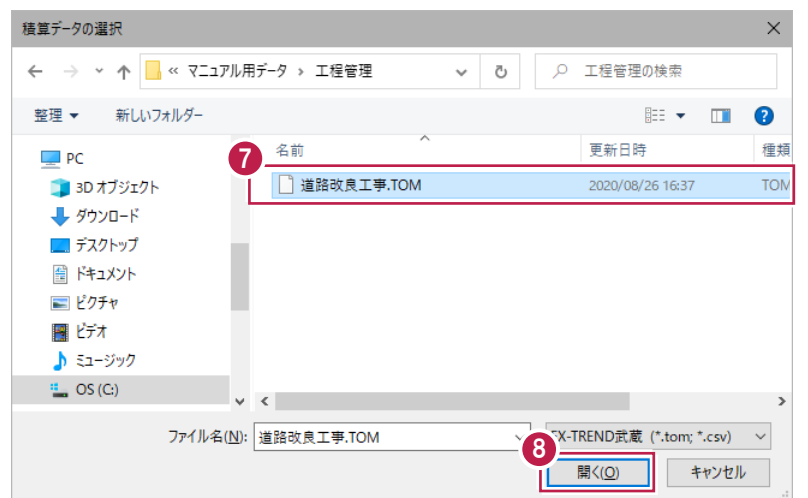 積算データの選択
« マニュアル用データ › 工程管理
工程管理の検索
整理 新しいフォルダー
名前 更新日時 種類
7
道路改良工事.TOM 2020/08/26 16:37 TOM
PC
3D オブジェクト
ダウンロード
デスクトップ
ドキュメント
ピクチャ
ビデオ
ミュージック
OS (C:)
ファイル名(N): 道路改良工事.TOM EX-TREND武蔵 (*.tom; *.csv)
8
開く(O) キャンセル